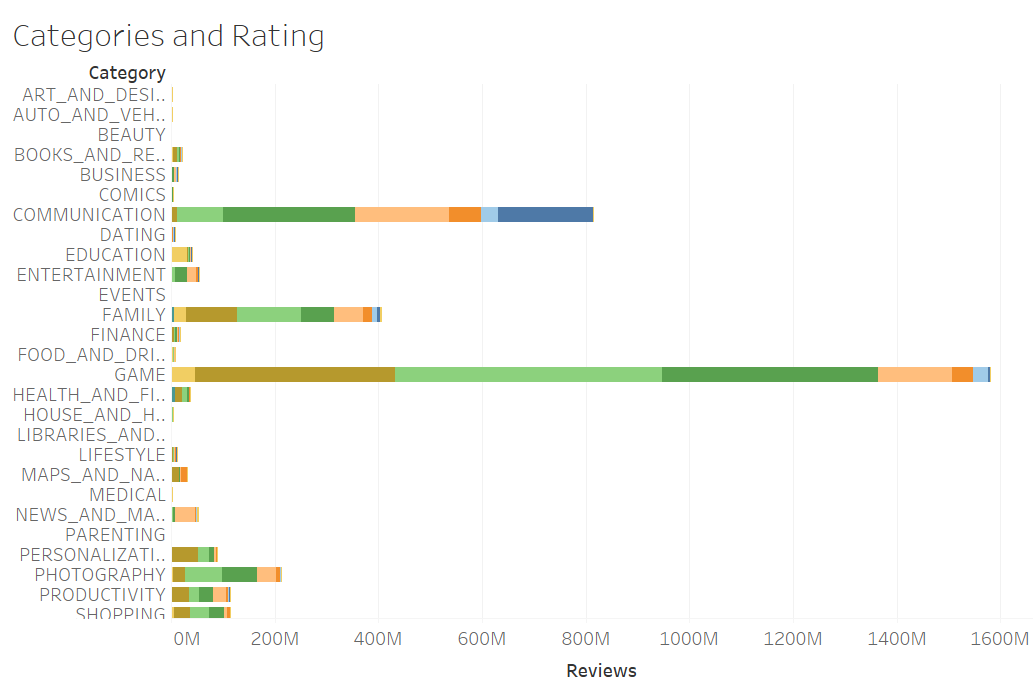 Categories and Rating
Category
ART_AND_DESI..
AUTO_AND_VEH..
BEAUTY
BOOKS_AND_RE..
BUSINESS
COMICS
COMMUNICATION
DATING
EDUCATION
ENTERTAINMENT
EVENTS
FAMILY
FINANCE
FOOD_AND_DRI..
GAME
HEALTH_AND_FI..
HOUSE_AND_H..
LIBRARIES_AND..
LIFESTYLE
MAPS_AND_NA..
MEDICAL
NEWS_AND_MA..
PARENTING
PERSONALIZATI..
PHOTOGRAPHY
PRODUCTIVITY
SHOPPING
0M 200M 400M 600M 800M 1000M 1200M 1400M 1600M
Reviews